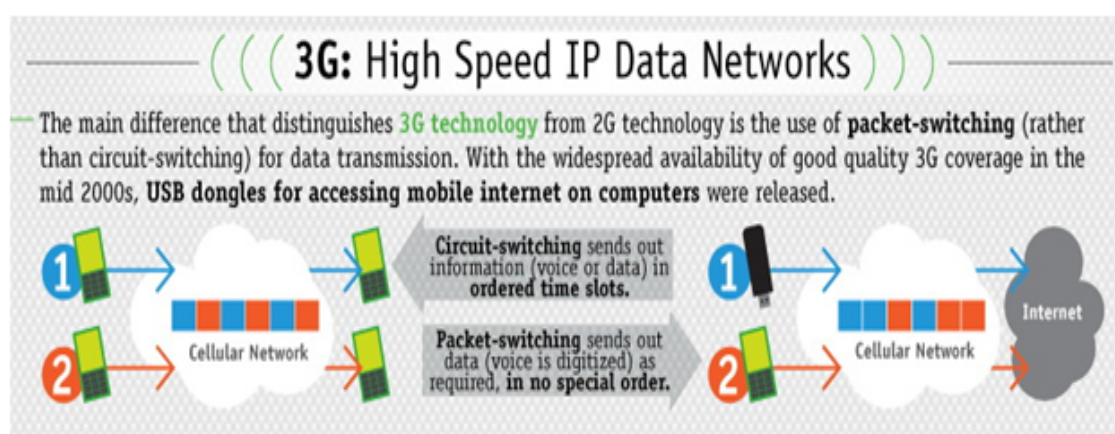 3G: High Speed IP Data Networks
The main difference that distinguishes 3G technology from 2G technology is the use of packet-switching (rather
than circuit-switching) for data transmission. With the widespread availability of good quality 3G coverage in the
mid 2000s, USB dongles for accessing mobile internet on computers were released.
1
2
Cellular Network
Circuit-switching sends out
information (voice or data) in
ordered time slots.
Packet-switching sends out
data (voice is digitized) as
required, in no special order.
1
2
Cellular Network
Internet